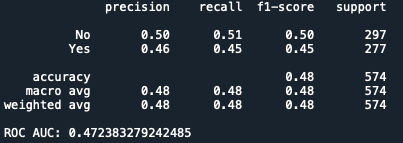 precision recall f1-score support
No 0.50 0.51 0.50 297
Yes 0.46 0.45 0.45 277
accuracy 0.48 574
macro avg 0.48 0.48 0.48 574
weighted avg 0.48 0.48 0.48 574
ROC AUC: 0.472383279242485